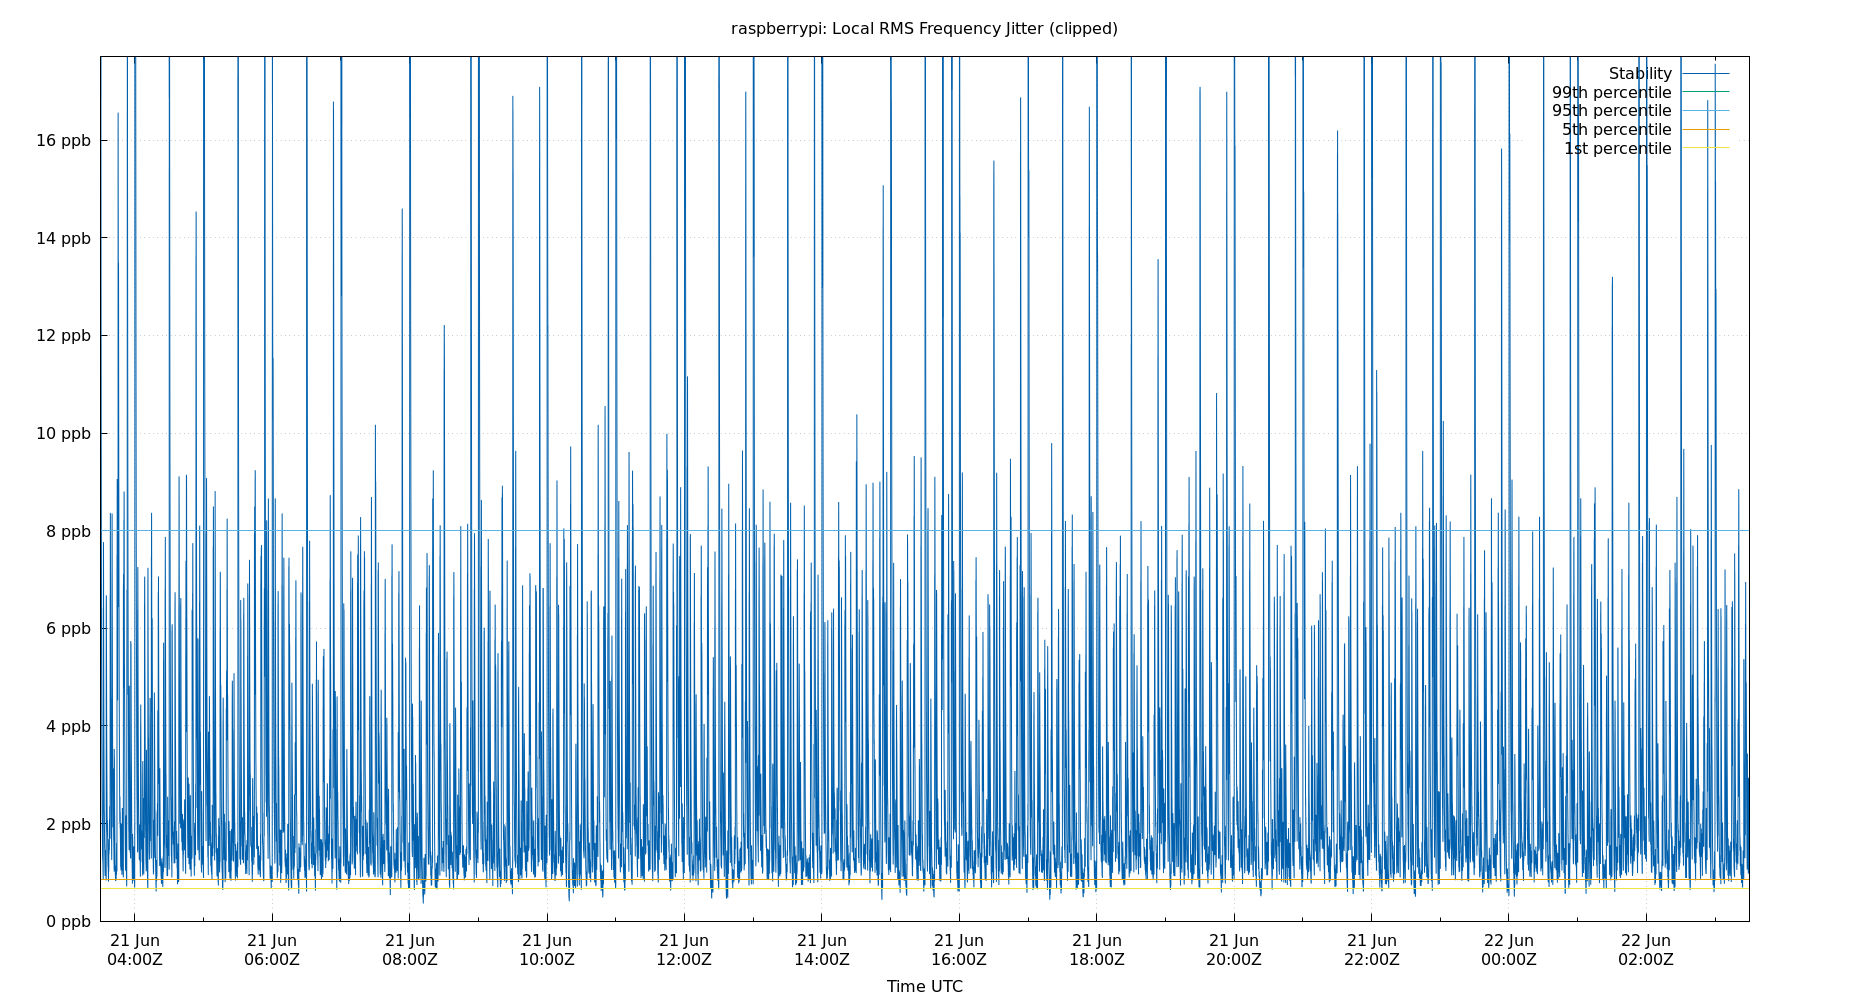 raspberrypi: Local RMS Frequency Jitter (clipped)
Stability
99th percentile
95th percentile
5th percentile
1st percentile
16 ppb
14 ppb
12 ppb
10 ppb
8 ppb
6 ppb
4 ppb
2 ppb
0 ppb
21 Jun 21 Jun 21 Jun 21 Jun 21 Jun 21 Jun 21 Jun 21 Jun 21 Jun 21 Jun 22 Jun 22 Jun
04:00Z 06:00Z 08:00Z 10:00Z 12:00Z 14:00Z 16:00Z 18:00Z 20:00Z 22:00Z 00:00Z 02:00Z
Time UTC